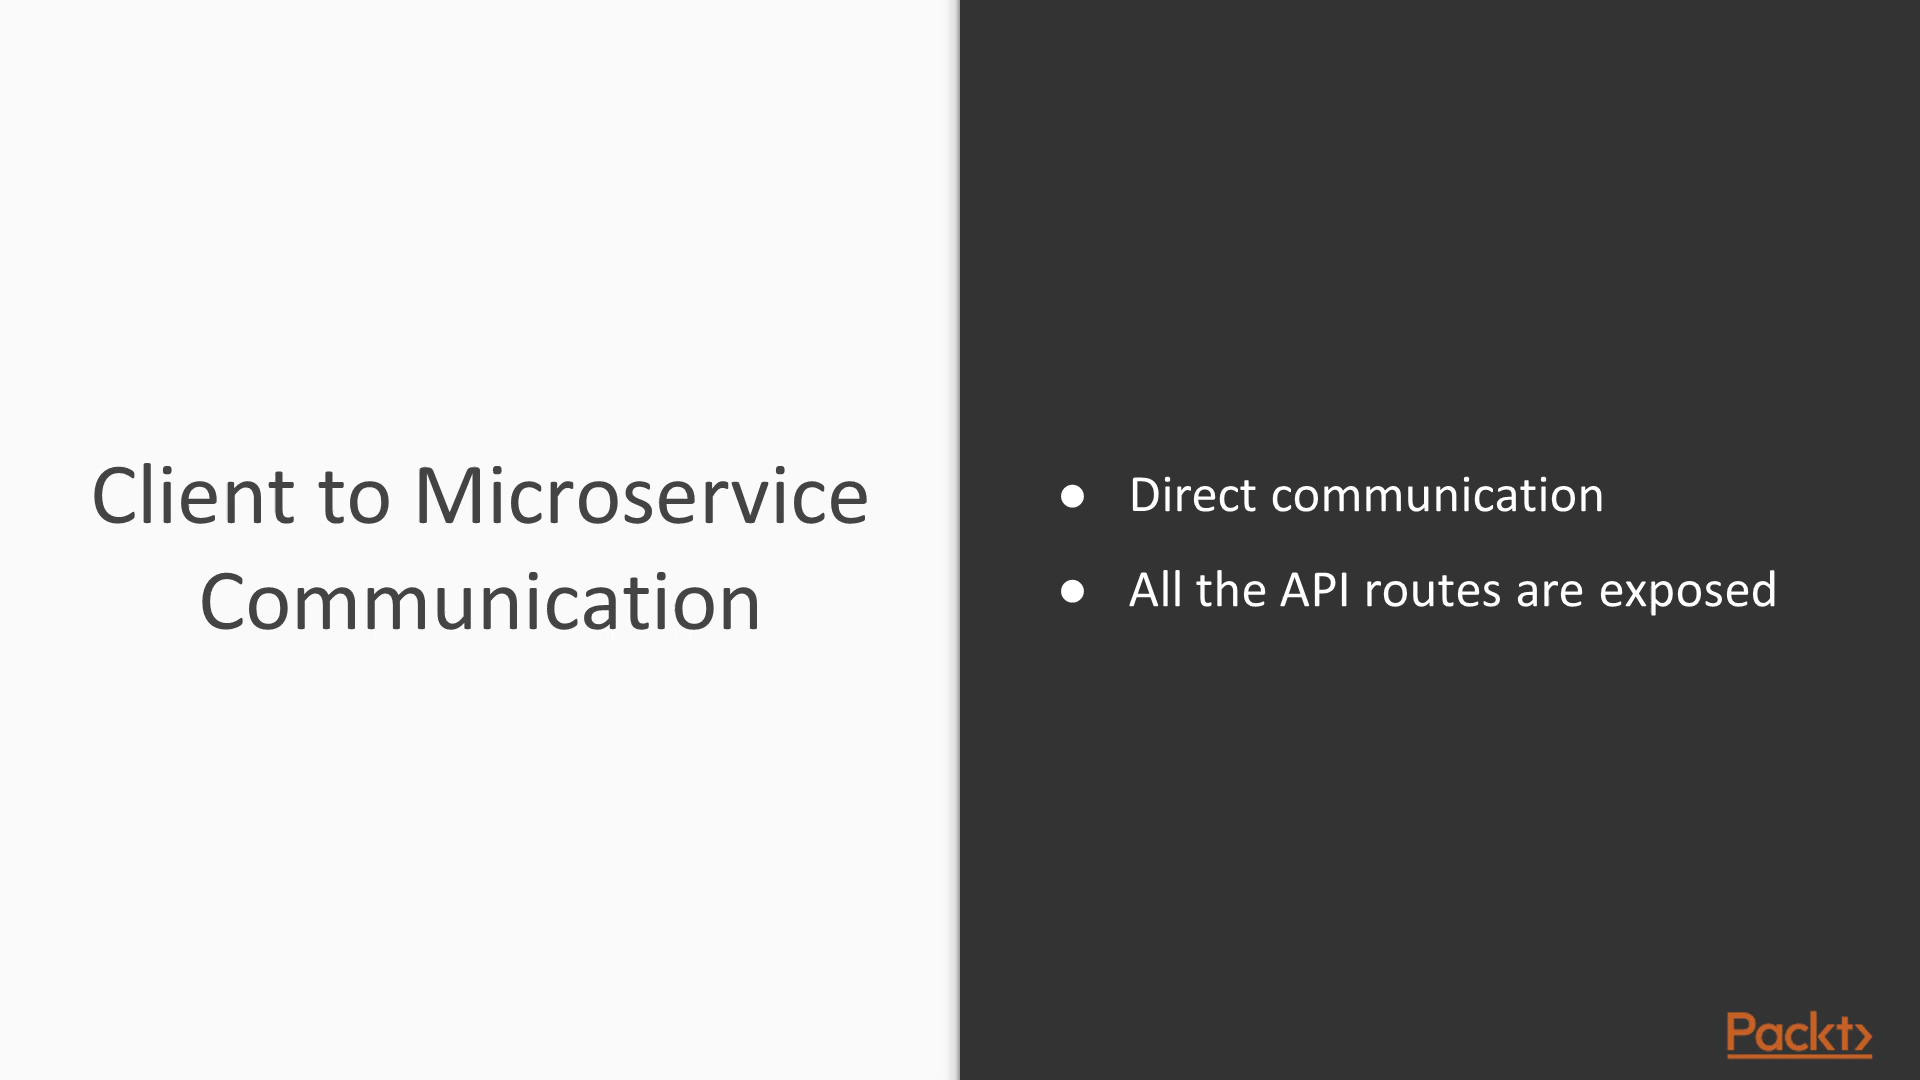 Client to Microservice
Communication
● Direct communication
● All the API routes are exposed
Packt>